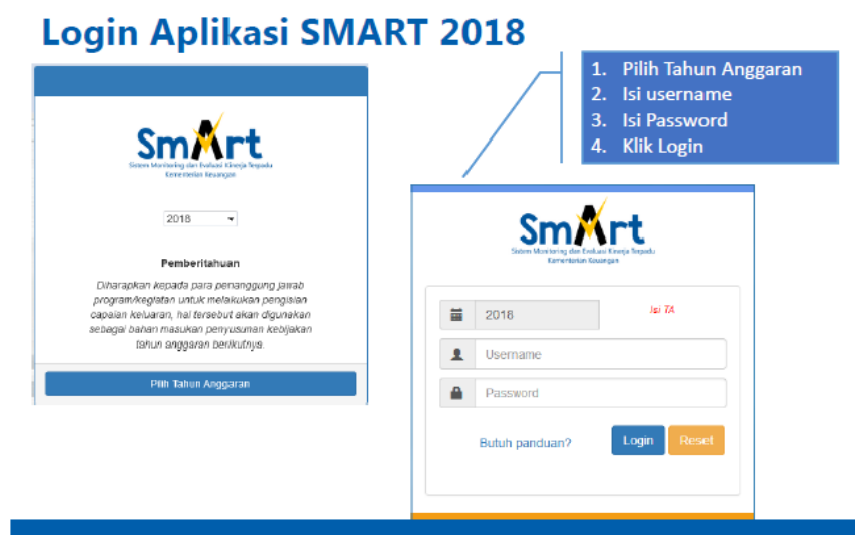 Login Aplikasi SMART 2018
1. Pilih Tahun Anggaran
2. Isi username
3. Isi Password
4. Klik Login
SmArt
Sistem Monitoring dan Evaluasi Kinerja Terpadu
Kementerian Keuangan
2018
Pemberitahuan
Diharapkan kepada para penanggung jawab
program/kegiatan untuk melakukan pengisian
capaian keluaran, hal tersebut akan digunakan
sebagai bahan masukan penyusunan kebijakan
tahun anggaran berikutnya.
Pilih Tahun Anggaran
SmArt
Sistem Monitoring dan Evaluasi Kinerja Terpadu
Kementerian Keuangan
2018
Isi TA
Username
Password
Butuh panduan?
Login
Reset